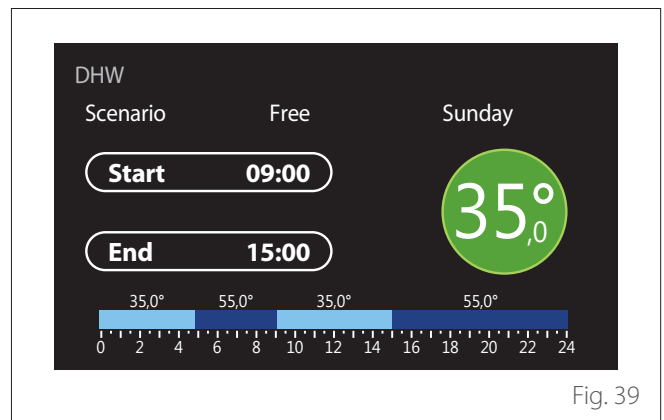 DHW
Scenario Free Sunday
Start 09:00
35,0°
End 15:00
35,0° 55,0° 35,0° 55,0°
0 2 4 6 8 10 12 14 16 18 20 22 24
Fig. 39